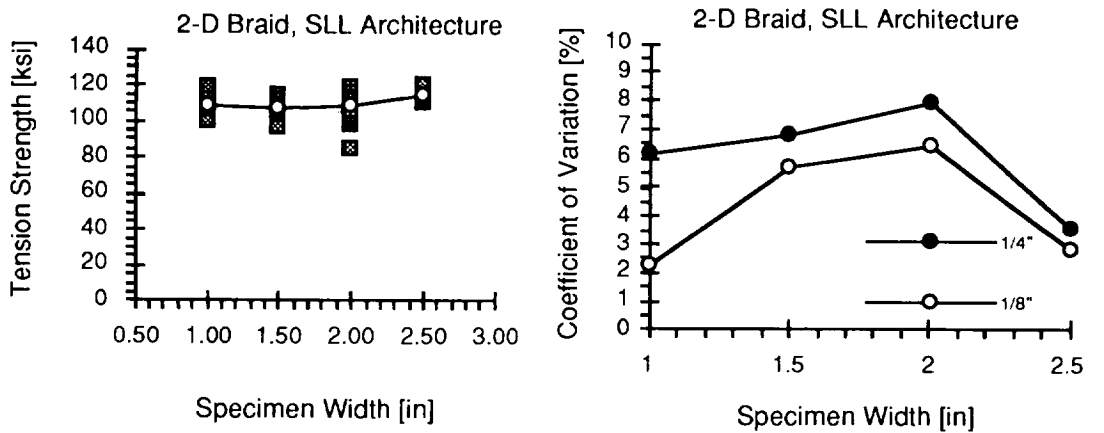 2-D Braid, SLL Architecture
Tension Strength [ksi]
140
120
100
80
60
40
20
0
0.50 1.00 1.50 2.00 2.50 3.00
Specimen Width [in]
2-D Braid, SLL Architecture
Coefficient of Variation [%]
10
9
8
7
6
5
4
3
2
1
0
1/4"
1/8"
1 1.5 2 2.5
Specimen Width [in]